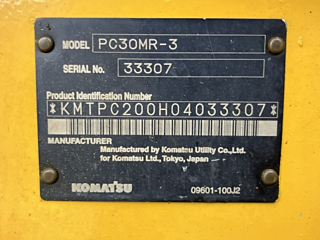 MODEL PC30MR-3
SERIAL No. 33307
Product Identification Number
*KMTPC200H04033307*
MANUFACTURER
Manufactured by Komatsu Utility Co.,Ltd.
for Komatsu Ltd.,Tokyo, Japan
KOMATSU 09601-100J2